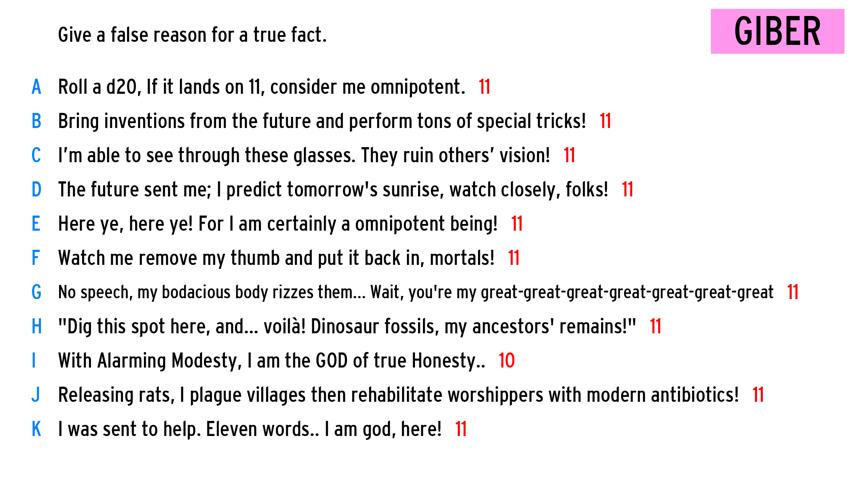 Give a false reason for a true fact.
GIBER
A Roll a d20, If it lands on 11, consider me omnipotent. 11
B Bring inventions from the future and perform tons of special tricks! 11
C I'm able to see through these glasses. They ruin others' vision! 11
D The future sent me; I predict tomorrow's sunrise, watch closely, folks! 11
E Here ye, here ye! For I am certainly a omnipotent being! 11
F Watch me remove my thumb and put it back in, mortals! 11
G No speech, my bodacious body rizzes them... Wait, you're my great-great-great-great-great-great-great 11
H "Dig this spot here, and... voilà! Dinosaur fossils, my ancestors' remains!" 11
I With Alarming Modesty, I am the GOD of true Honesty.. 10
J Releasing rats, I plague villages then rehabilitate worshippers with modern antibiotics! 11
K I was sent to help. Eleven words.. I am god, here! 11